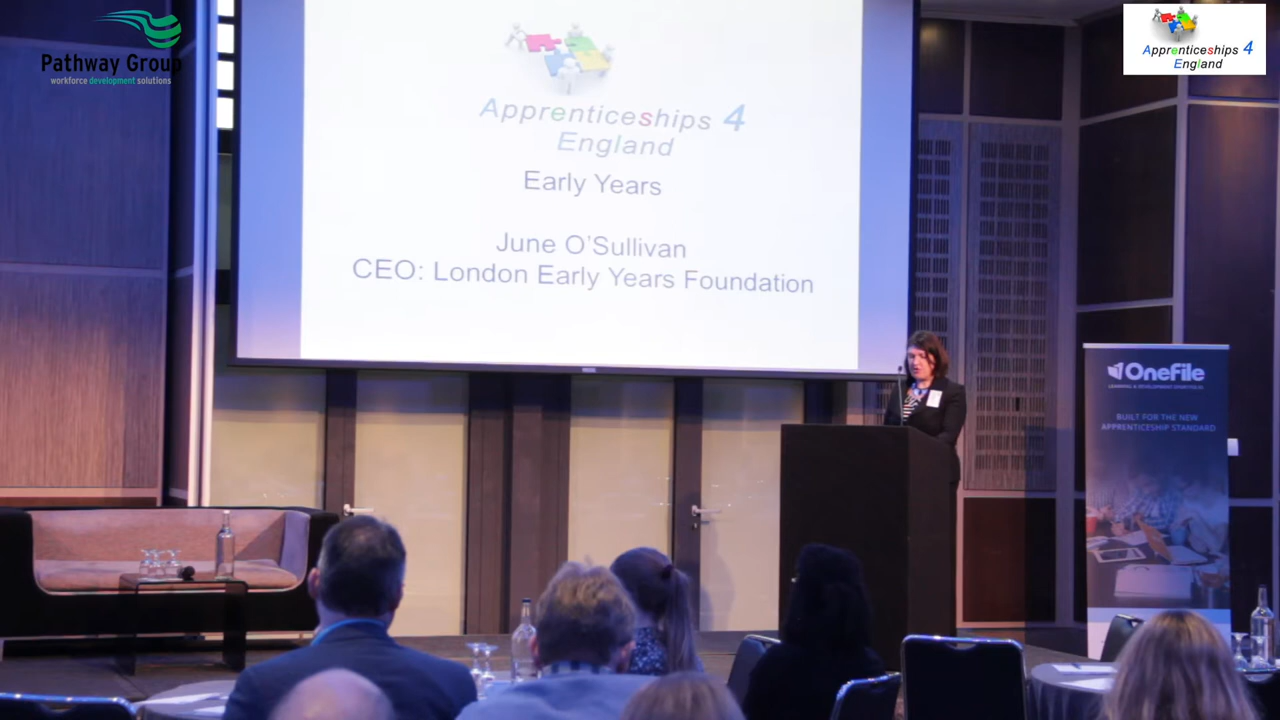 Pathway Group
workforce development solutions
Apprenticeships 4
England
Early Years
June O'Sullivan
CEO: London Early Years Foundation
Apprenticeships 4
England
OneFile
BUILT FOR THE NEW
APPRENTICESHIP STANDARD